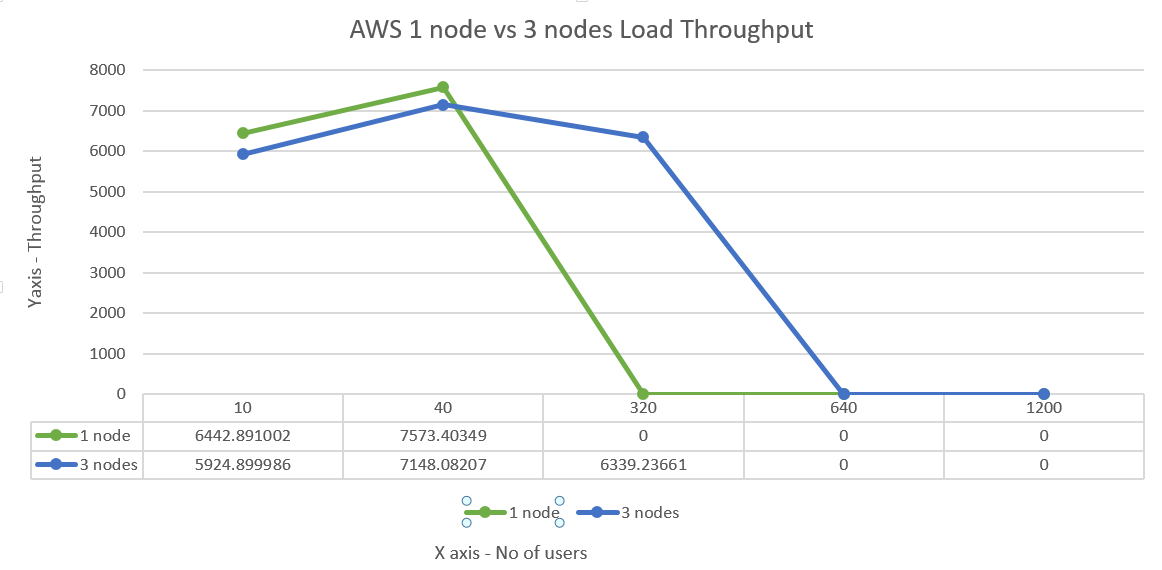 AWS 1 node vs 3 nodes Load Throughput
8000
7000
6000
5000
4000
3000
2000
1000
0
Yaxis - Throughput
10 40 320 640 1200
1 node 6442.891002 7573.40349 0 0 0
3 nodes 5924.899986 7148.08207 6339.23661 0 0
1 node 3 nodes
X axis - No of users